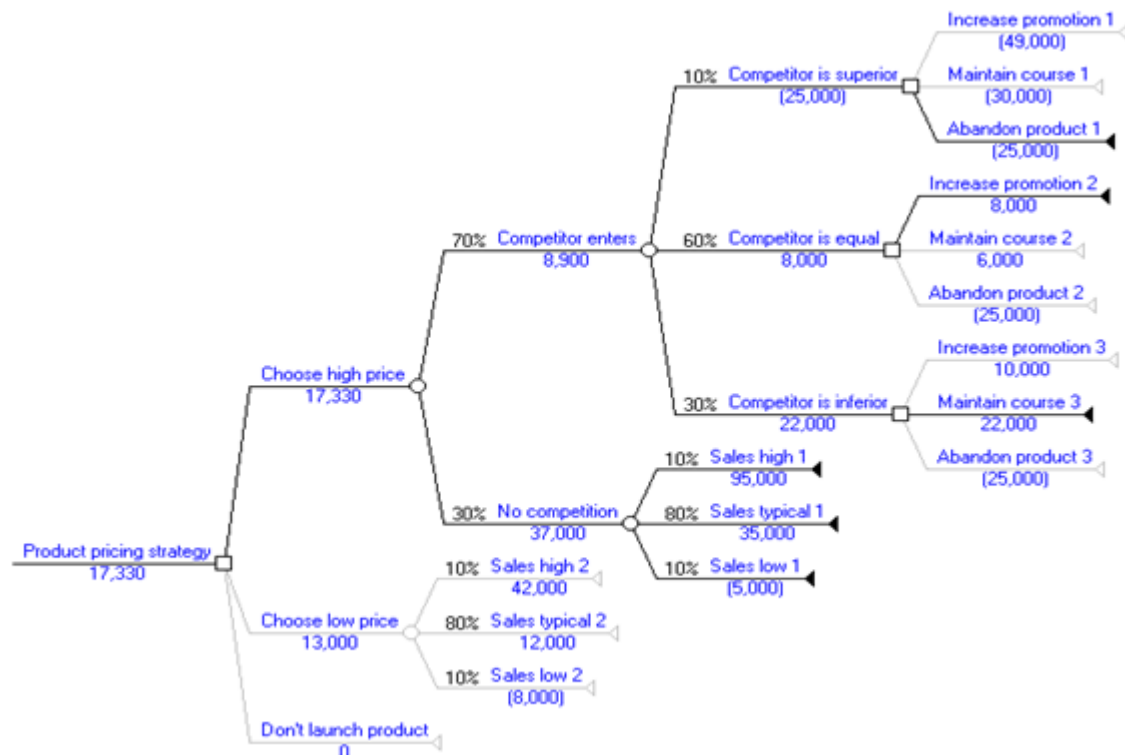 Increase promotion 1
(49,000)
10% Competitor is superior
(25,000)
Maintain course 1
(30,000)
Abandon product 1
(25,000)
Increase promotion 2
8,000
70% Competitor enters
8,900
60% Competitor is equal
8,000
Maintain course 2
6,000
Abandon product 2
(25,000)
Increase promotion 3
10,000
Choose high price
17,330
30% Competitor is inferior
22,000
Maintain course 3
22,000
Abandon product 3
(25,000)
10% Sales high 1
95,000
30% No competition
37,000
80% Sales typical 1
35,000
10% Sales low 1
(5,000)
Product pricing strategy
17,330
10% Sales high 2
42,000
Choose low price
13,000
80% Sales typical 2
12,000
10% Sales low 2
(8,000)
Don't launch product
0